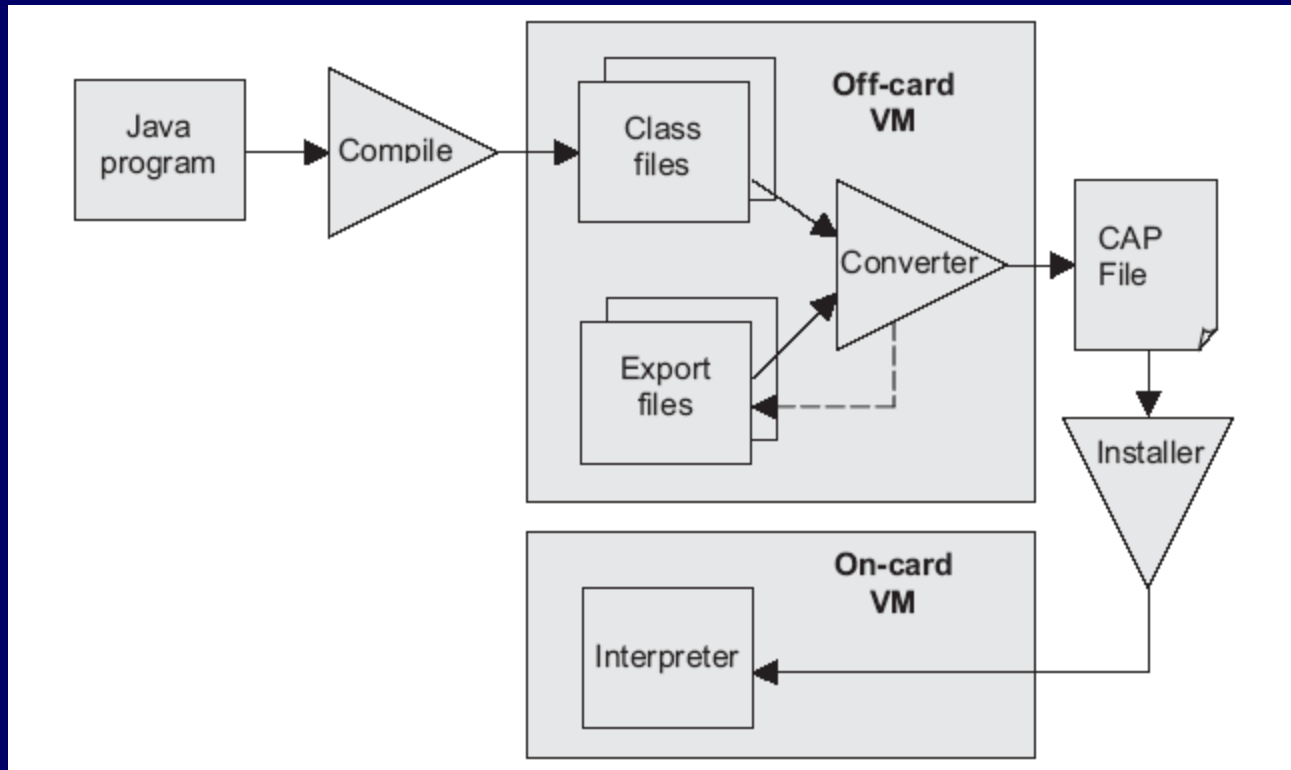 Java
program
Compile
Class
files
Off-card
VM
Converter
Export
files
CAP
File
Installer
On-card
VM
Interpreter